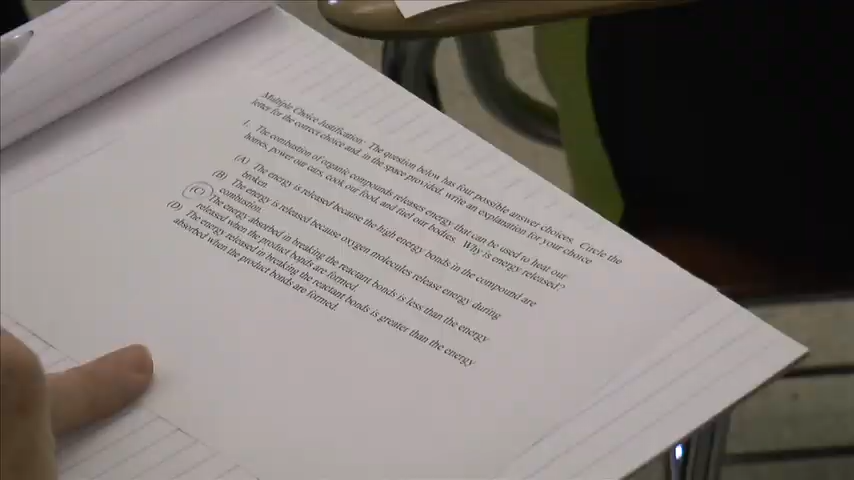 Multiple Choice Justification: The question below has four possible answer choices. Circle the
letter for the correct choice and, in the space provided, write an explanation for your choice
1. The combustion of organic compounds releases energy that can be used to heat our
homes, power our cars, cook our food, and fuel our bodies. Why is energy released?
(A) The energy is released because the high energy bonds in the compound are
broken
(B) The energy is released because oxygen molecules release energy during
combustion.
(C) The energy absorbed in breaking the reactant bonds is less than the energy
released when the product bonds are formed.
(D) The energy released in breaking the reactant bonds is greater than the energy
absorbed when the product bonds are formed.